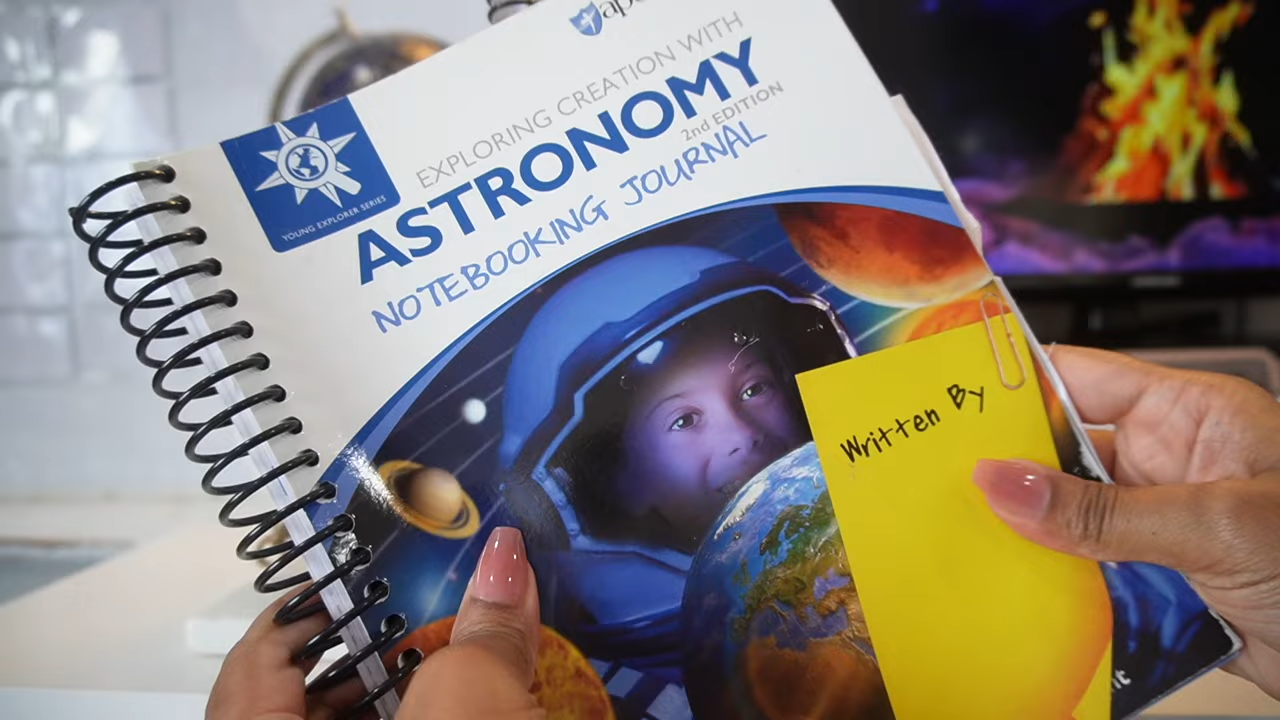 EXPLORING CREATION WITH
ASTRONOMY
2nd EDITION
NOTEBOOKING JOURNAL
YOUNG EXPLORER SERIES
Written By